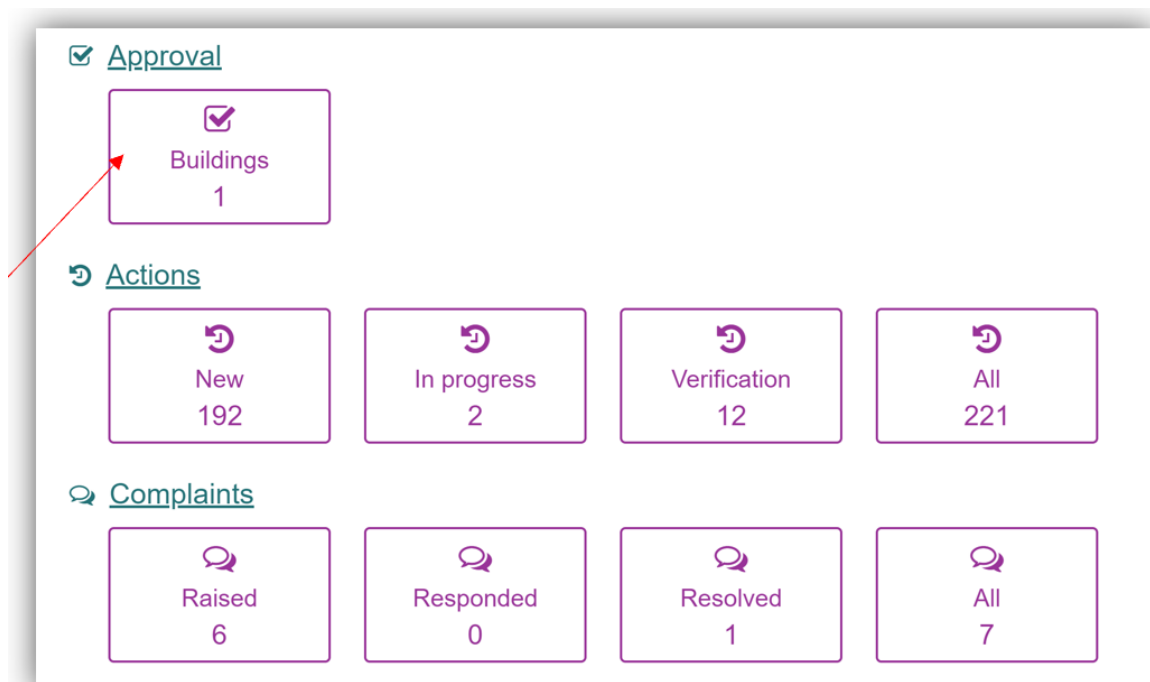 Approval
Buildings
1
Actions
New
192
In progress
2
Verification
12
All
221
Complaints
Raised
6
Responded
0
Resolved
1
All
7